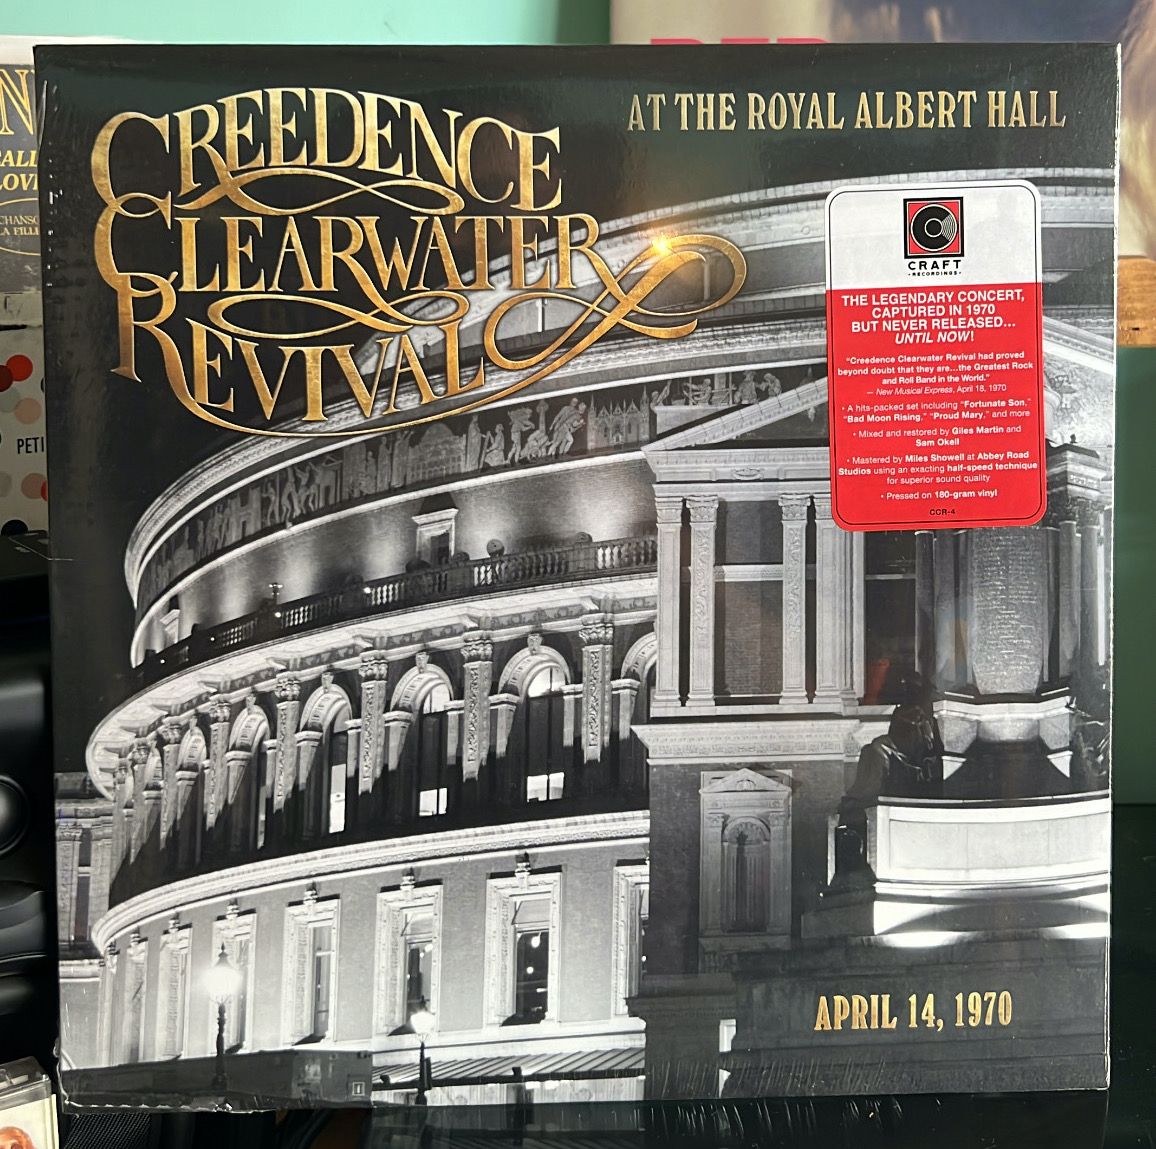 CREEDENCE
CLEARWATER
REVIVAL
AT THE ROYAL ALBERT HALL
CRAFT
• RECORDINGS •
THE LEGENDARY CONCERT,
CAPTURED IN 1970
BUT NEVER RELEASED...
UNTIL NOW!
"Creedence Clearwater Revival had proved
beyond doubt that they are...the Greatest Rock
and Roll Band in the World."
— New Musical Express, April 18, 1970
• A hits-packed set including "Fortunate Son,"
"Bad Moon Rising," "Proud Mary," and more
• Mixed and restored by Giles Martin and
Sam Okell
• Mastered by Miles Showell at Abbey Road
Studios using an exacting half-speed technique
for superior sound quality
• Pressed on 180-gram vinyl
CCR-4
APRIL 14, 1970
PETI